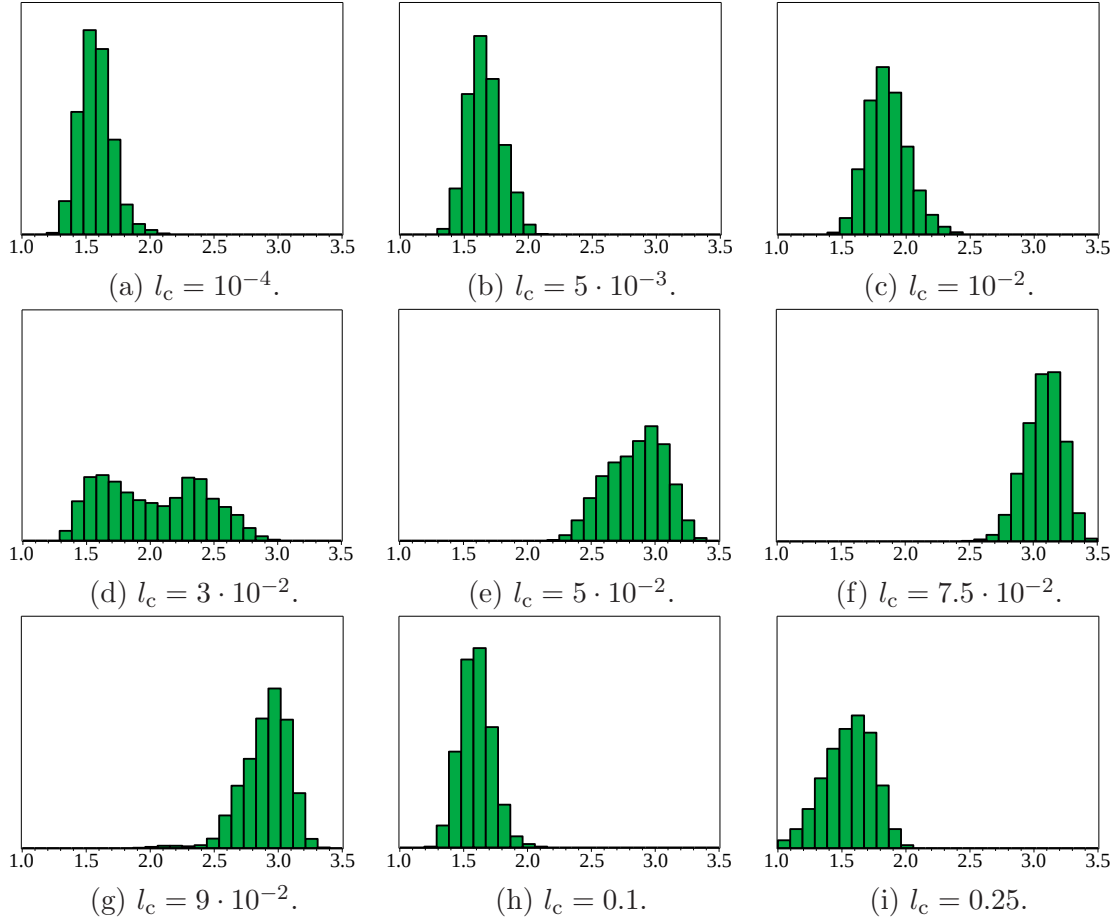 1.0 1.5 2.0 2.5 3.0 3.5 1.0 1.5 2.0 2.5 3.0 3.5 1.0 1.5 2.0 2.5 3.0 3.5
(a) l_c = 10⁻⁴. (b) l_c = 5 · 10⁻³. (c) l_c = 10⁻².
1.0 1.5 2.0 2.5 3.0 3.5 1.0 1.5 2.0 2.5 3.0 3.5 1.0 1.5 2.0 2.5 3.0 3.5
(d) l_c = 3 · 10⁻². (e) l_c = 5 · 10⁻². (f) l_c = 7.5 · 10⁻².
1.0 1.5 2.0 2.5 3.0 3.5 1.0 1.5 2.0 2.5 3.0 3.5 1.0 1.5 2.0 2.5 3.0 3.5
(g) l_c = 9 · 10⁻². (h) l_c = 0.1. (i) l_c = 0.25.